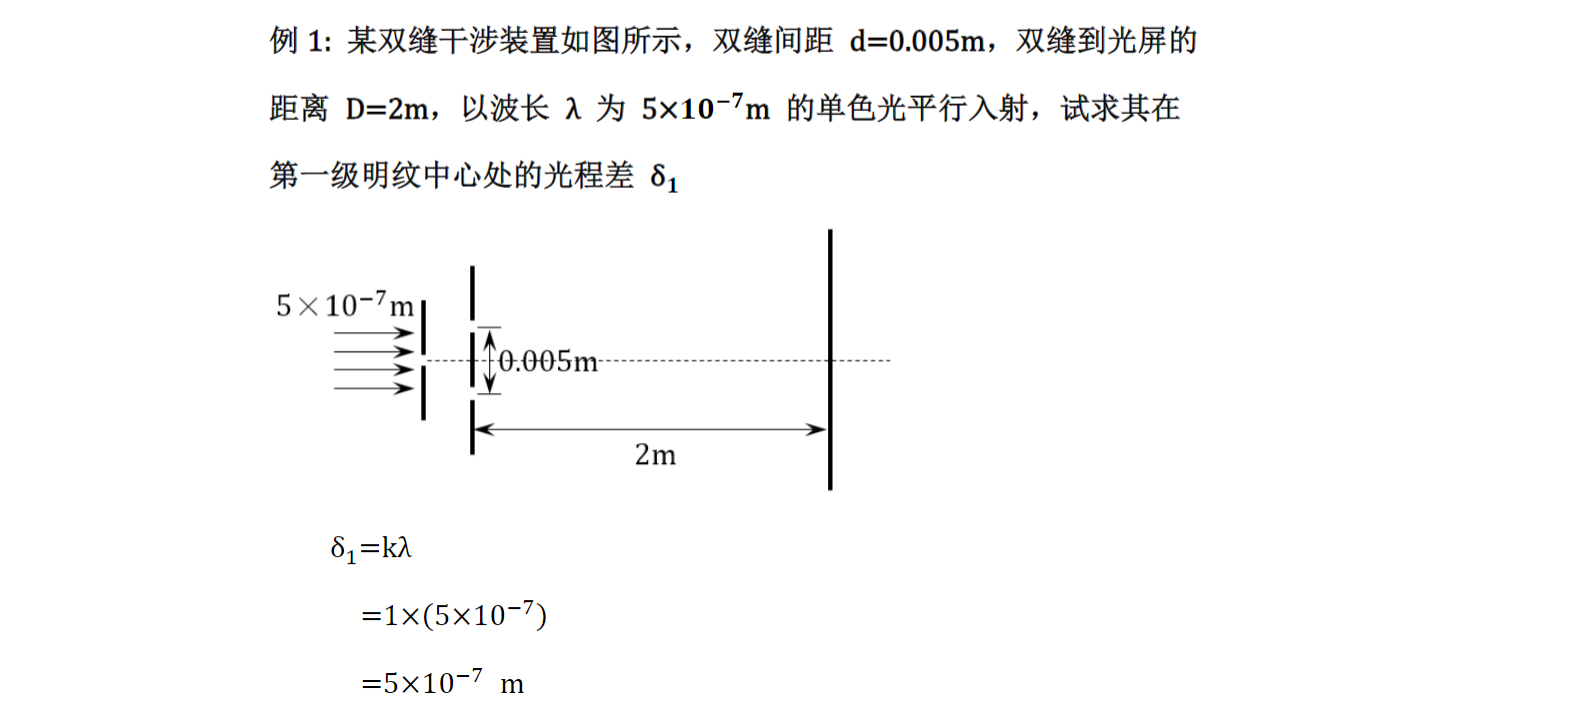 例 1：某双缝干涉装置如图所示，双缝间距 d=0.005m，双缝到光屏的
距离 D=2m，以波长 λ 为 5×10⁻⁷m 的单色光平行入射，试求其在
第一级明纹中心处的光程差 δ₁
5×10⁻⁷m
0.005m
2m
δ₁=kλ
=1×(5×10⁻⁷)
=5×10⁻⁷ m